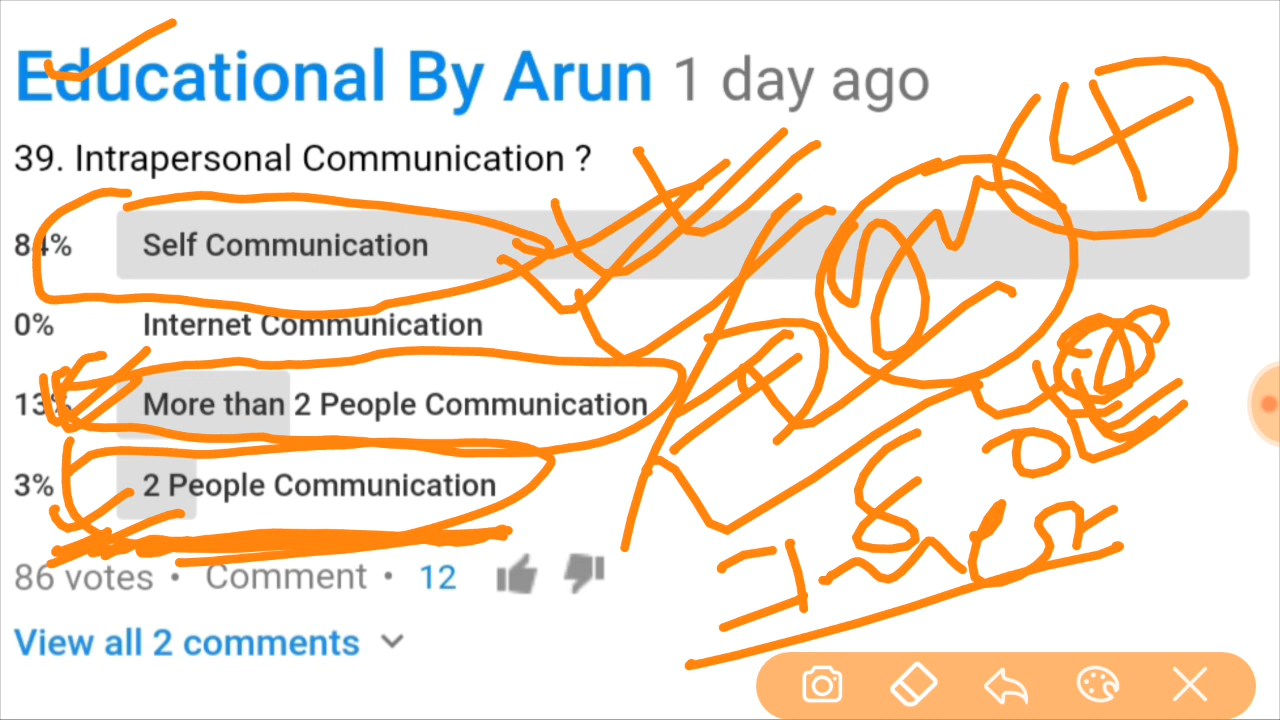 Educational By Arun 1 day ago
39. Intrapersonal Communication ?
84% Self Communication
0% Internet Communication
13% More than 2 People Communication
3% 2 People Communication
86 votes • Comment • 12
View all 2 comments